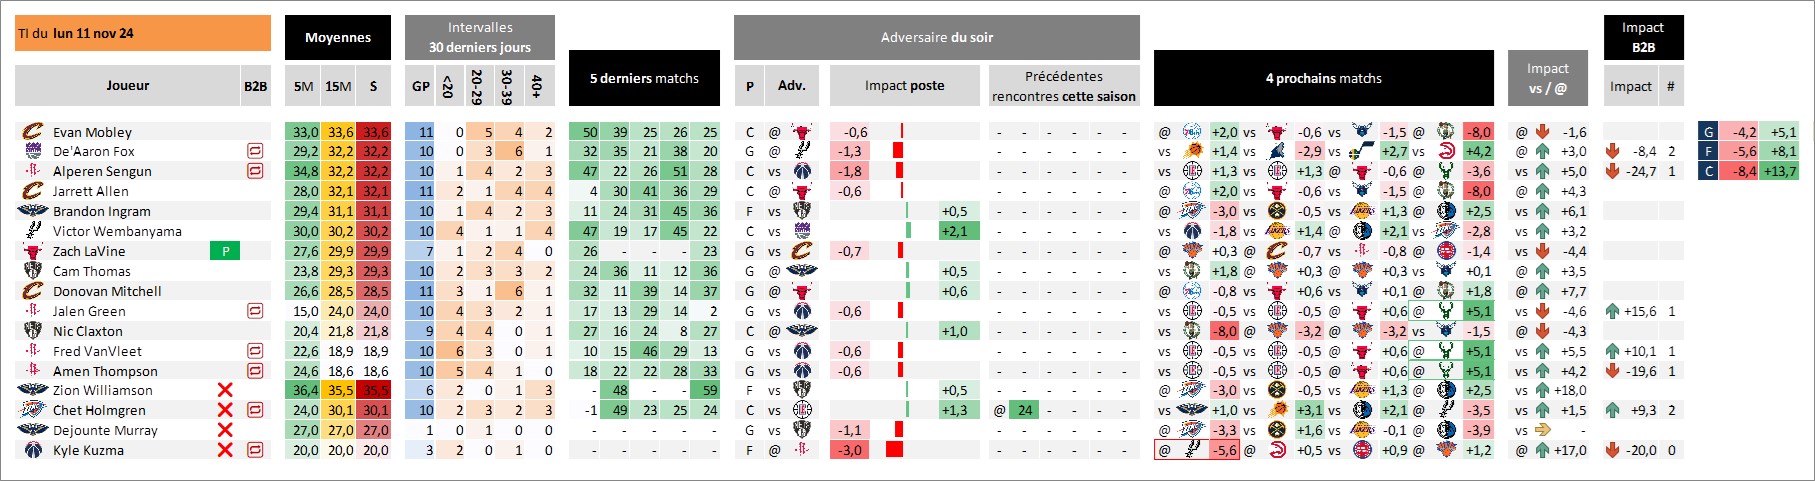 TI du lun 11 nov 24
Moyennes
Intervalles
30 derniers jours
Adversaire du soir
Impact
B2B
5 derniers matchs
4 prochains matchs
Impact
vs / @
Joueur B2B 5M 15M S GP <20 20-29 30-39 40+ P Adv. Impact poste
Précédentes
rencontres cette saison
Impact #
Evan Mobley 33,0 33,6 33,6 11 0 5 4 2 50 39 25 26 25 C @ -0,6 - - - - - @ +2,0 vs -0,6 vs -1,5 @ -8,0 @ -1,6 G -4,2 +5,1
De'Aaron Fox 29,2 32,2 32,2 10 0 3 6 1 32 35 21 38 20 G @ -1,3 - - - - - vs +1,4 @ -2,9 vs +2,7 vs +4,2 @ +3,0 -8,4 2 F -5,6 +8,1
Alperen Sengun 34,8 32,2 32,2 10 1 4 2 3 47 22 26 51 28 C vs -1,8 - - - - - vs +1,3 vs +1,3 @ -0,6 @ -3,6 vs +5,0 -24,7 1 C -8,4 +13,7
Jarrett Allen 28,0 32,1 32,1 11 2 1 4 4 4 30 41 36 29 C @ -0,6 - - - - - @ +2,0 vs -0,6 vs -1,5 @ -8,0 @ +4,3
Brandon Ingram 29,4 31,1 31,1 10 1 4 2 3 11 24 31 45 36 F vs +0,5 - - - - - @ -3,0 vs -0,5 vs +1,3 @ +2,5 vs +6,1
Victor Wembanyama 30,0 30,2 30,2 10 4 1 1 4 47 19 17 45 22 C vs +2,1 - - - - - vs -1,8 vs +1,4 @ +2,1 vs -2,8 vs +3,2
Zach LaVine P 27,6 29,9 29,9 7 1 2 4 0 26 - - - 23 G vs -0,7 - - - - - @ +0,3 @ -0,7 vs -0,8 @ -1,4 vs -4,4
Cam Thomas 23,8 29,3 29,3 10 2 3 3 2 24 36 11 12 36 G @ +0,5 - - - - - vs +1,8 @ +0,3 @ +0,3 vs +0,1 @ +3,5
Donovan Mitchell 26,6 28,5 28,5 11 3 1 6 1 32 11 39 14 37 G @ +0,6 - - - - - @ -0,8 vs +0,6 vs +0,1 @ +1,8 @ +7,7
Jalen Green 15,0 24,0 24,0 10 4 3 2 1 17 13 29 14 2 G vs -0,6 - - - - - vs -0,5 vs -0,5 @ +0,6 @ +5,1 vs -4,6 +15,6 1
Nic Claxton 20,4 21,8 21,8 9 4 4 0 1 27 16 24 8 27 C @ +1,0 - - - - - vs -8,0 @ -3,2 @ -3,2 vs -1,5 @ -4,3
Fred VanVleet 22,6 18,9 18,9 10 6 3 0 1 10 15 46 29 13 G vs -0,6 - - - - - vs -0,5 vs -0,5 @ +0,6 @ +5,1 vs +5,5 +10,1 1
Amen Thompson 24,6 18,6 18,6 10 5 4 1 0 18 22 22 28 33 G vs -0,6 - - - - - vs -0,5 vs -0,5 @ +0,6 @ +5,1 vs +4,2 -19,6 1
Zion Williamson 36,4 35,5 35,5 6 2 0 1 3 - 48 - - 59 F vs +0,5 - - - - - @ -3,0 vs -0,5 vs +1,3 @ +2,5 vs +18,0
Chet Holmgren 24,0 30,1 30,1 10 2 3 2 3 -1 49 23 25 24 C vs +1,3 @ 24 - - - - vs +1,0 vs +3,1 vs +2,1 @ -3,5 vs +1,5 +9,3 2
Dejounte Murray 27,0 27,0 27,0 1 0 1 0 0 - - - - - G vs -1,1 - - - - - @ -3,3 vs +1,6 vs -0,1 @ -3,9 vs -
Kyle Kuzma 20,0 20,0 20,0 3 2 0 1 0 - - - - - F @ -3,0 - - - - - @ -5,6 @ +0,5 vs +0,9 @ +1,2 @ +17,0 -20,0 0